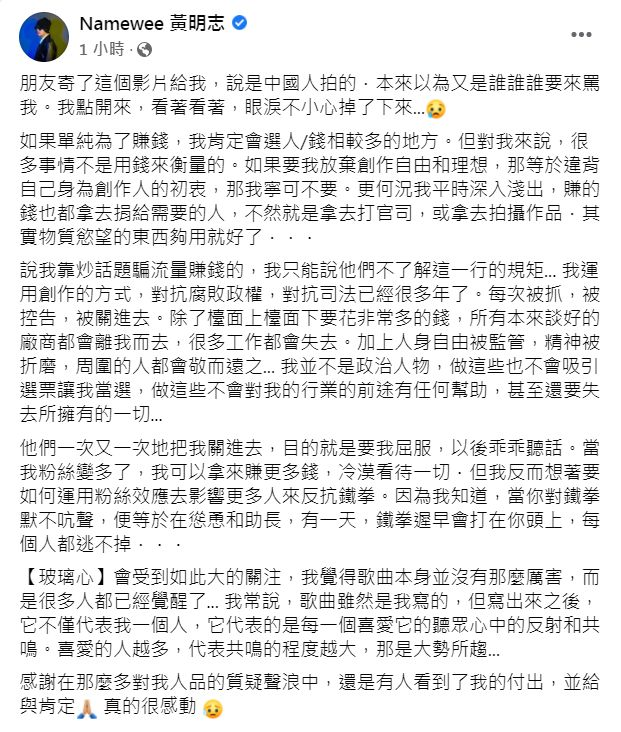 Namewee 黃明志
1 小時 ·
朋友寄了這個影片給我，說是中國人拍的．本來以為又是誰誰誰要來罵
我。我點開來，看著看著，眼淚不小心掉了下來...😥
如果單純為了賺錢，我肯定會選人/錢相較多的地方。但對我來說，很
多事情不是用錢來衡量的。如果要我放棄創作自由和理想，那等於違背
自己身為創作人的初衷，那我寧可不要。更何況我平時深入淺出，賺的
錢也都拿去捐給需要的人，不然就是拿去打官司，或拿去拍攝作品．其
實物質慾望的東西夠用就好了．．．
說我靠炒話題騙流量賺錢的，我只能說他們不了解這一行的規矩... 我運
用創作的方式，對抗腐敗政權，對抗司法已經很多年了。每次被抓，被
控告，被關進去。除了檯面上檯面下要花非常多的錢，所有本來談好的
廠商都會離我而去，很多工作都會失去。加上人身自由被監管，精神被
折磨，周圍的人都會敬而遠之... 我並不是政治人物，做這些也不會吸引
選票讓我當選，做這些不會對我的行業的前途有任何幫助，甚至還要失
去所擁有的一切...
他們一次又一次地把我關進去，目的就是要我屈服，以後乖乖聽話。當
我粉絲變多了，我可以拿來賺更多錢，冷漠看待一切．但我反而想著要
如何運用粉絲效應去影響更多人來反抗鐵拳。因為我知道，當你對鐵拳
默不吭聲，便等於在慫恿和助長，有一天，鐵拳遲早會打在你頭上，每
個人都逃不掉．．．
【玻璃心】會受到如此大的關注，我覺得歌曲本身並沒有那麼厲害，而
是很多人都已經覺醒了... 我常說，歌曲雖然是我寫的，但寫出來之後，
它不僅代表我一個人，它代表的是每一個喜愛它的聽眾心中的反射和共
鳴。喜愛的人越多，代表共鳴的程度越大，那是大勢所趨...
感謝在那麼多對我人品的質疑聲浪中，還是有人看到了我的付出，並給
與肯定🙏🏼 真的很感動 😥